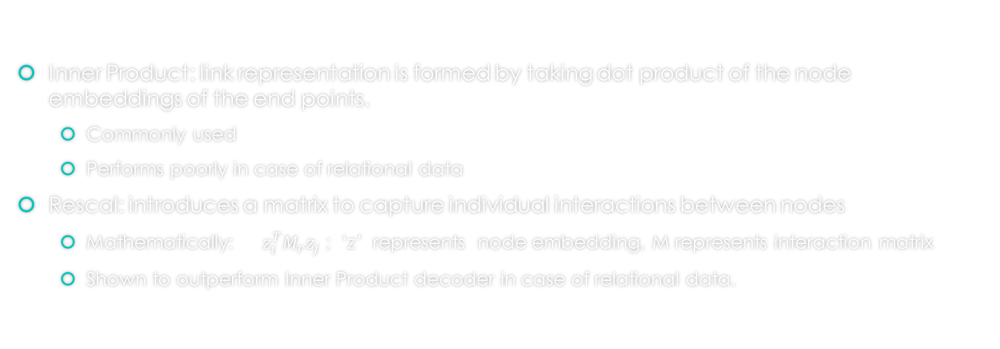 Inner Product: link representation is formed by taking dot product of the node
embeddings of the end points.
Commonly used
Performs poorly in case of relational data
Rescal: introduces a matrix to capture individual interactions between nodes
Mathematically: $z_i^T M_r z_j$ ; ‘z’ represents node embedding, M represents interaction matrix
Shown to outperform Inner Product decoder in case of relational data.